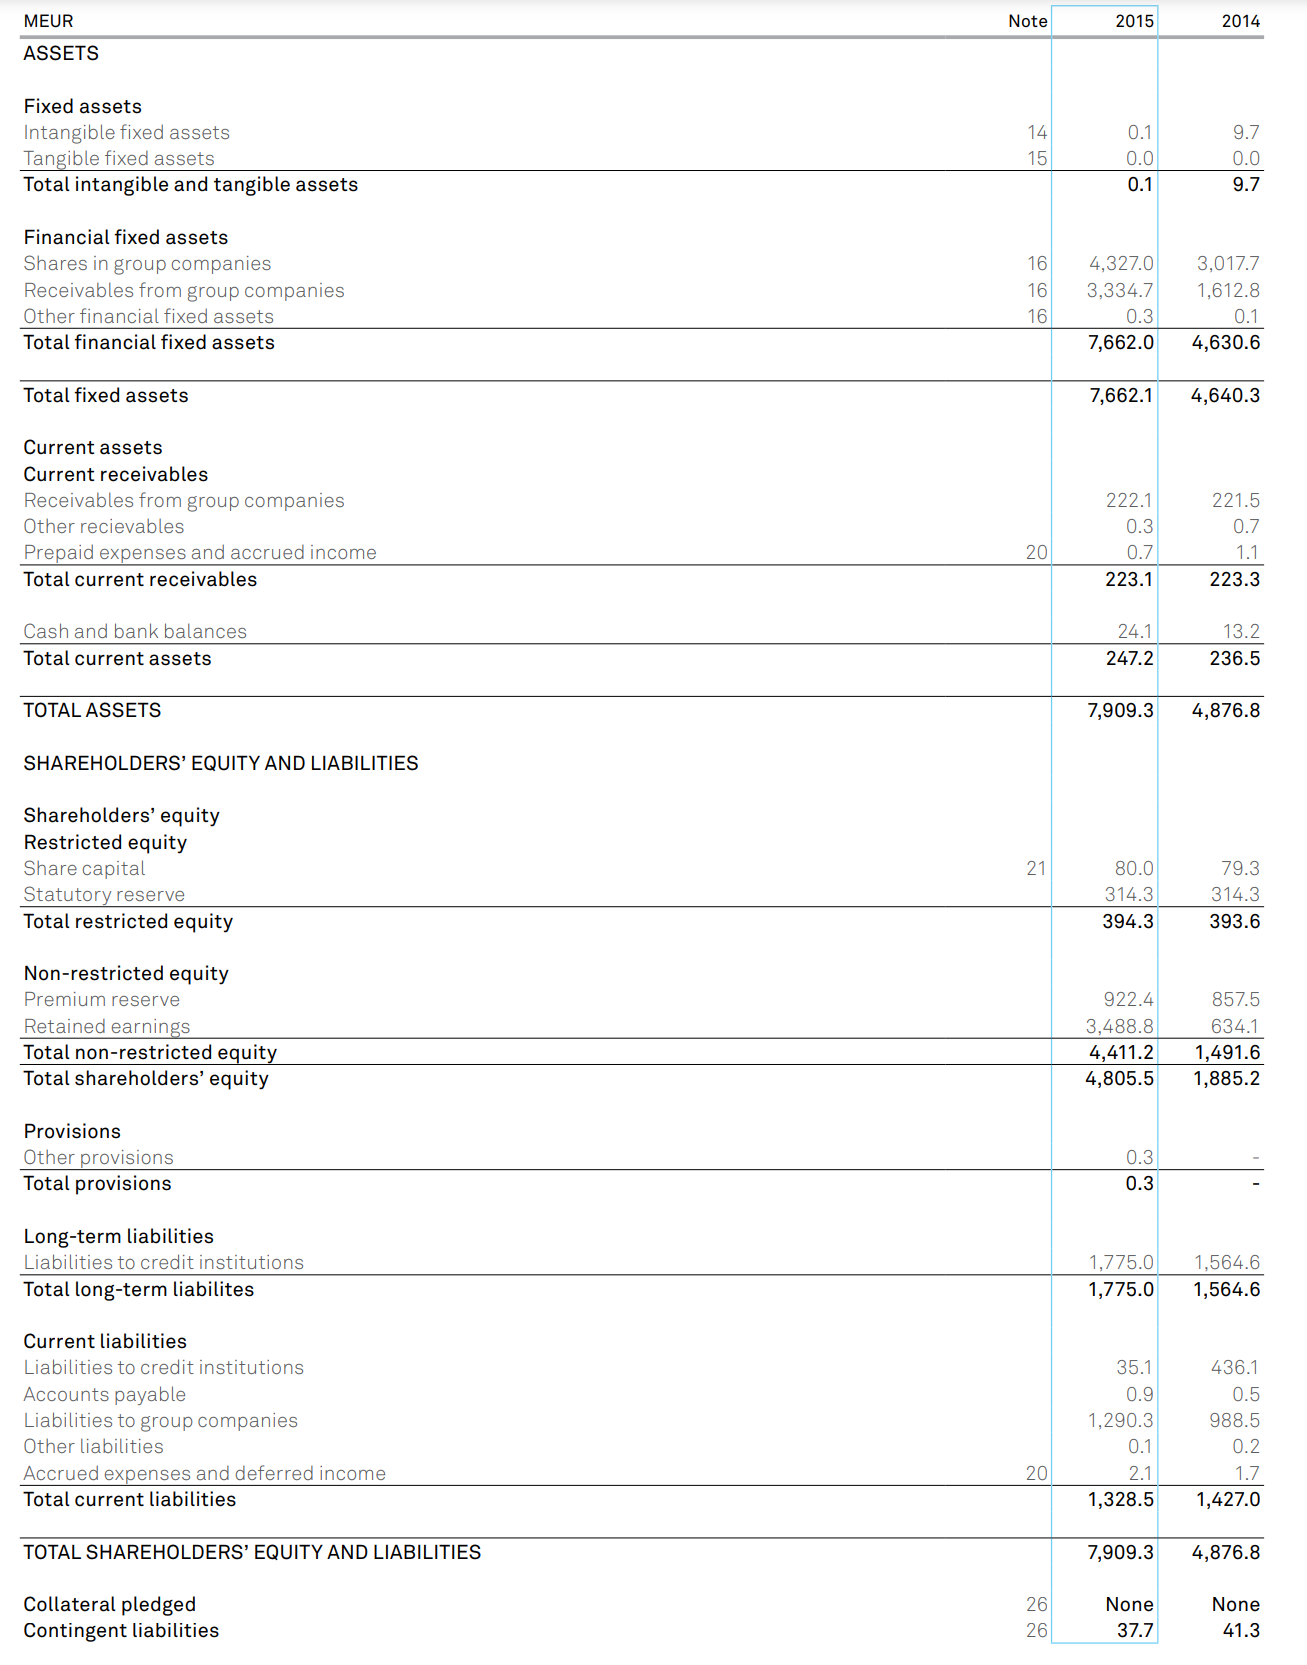 MEUR Note 2015 2014
ASSETS
Fixed assets
Intangible fixed assets 14 0.1 9.7
Tangible fixed assets 15 0.0 0.0
Total intangible and tangible assets 0.1 9.7
Financial fixed assets
Shares in group companies 16 4,327.0 3,017.7
Receivables from group companies 16 3,334.7 1,612.8
Other financial fixed assets 16 0.3 0.1
Total financial fixed assets 7,662.0 4,630.6
Total fixed assets 7,662.1 4,640.3
Current assets
Current receivables
Receivables from group companies 222.1 221.5
Other recievables 0.3 0.7
Prepaid expenses and accrued income 20 0.7 1.1
Total current receivables 223.1 223.3
Cash and bank balances 24.1 13.2
Total current assets 247.2 236.5
TOTAL ASSETS 7,909.3 4,876.8
SHAREHOLDERS’ EQUITY AND LIABILITIES
Shareholders’ equity
Restricted equity
Share capital 21 80.0 79.3
Statutory reserve 314.3 314.3
Total restricted equity 394.3 393.6
Non-restricted equity
Premium reserve 922.4 857.5
Retained earnings 3,488.8 634.1
Total non-restricted equity 4,411.2 1,491.6
Total shareholders’ equity 4,805.5 1,885.2
Provisions
Other provisions 0.3 -
Total provisions 0.3 -
Long-term liabilities
Liabilities to credit institutions 1,775.0 1,564.6
Total long-term liabilites 1,775.0 1,564.6
Current liabilities
Liabilities to credit institutions 35.1 436.1
Accounts payable 0.9 0.5
Liabilities to group companies 1,290.3 988.5
Other liabilities 0.1 0.2
Accrued expenses and deferred income 20 2.1 1.7
Total current liabilities 1,328.5 1,427.0
TOTAL SHAREHOLDERS’ EQUITY AND LIABILITIES 7,909.3 4,876.8
Collateral pledged 26 None None
Contingent liabilities 26 37.7 41.3